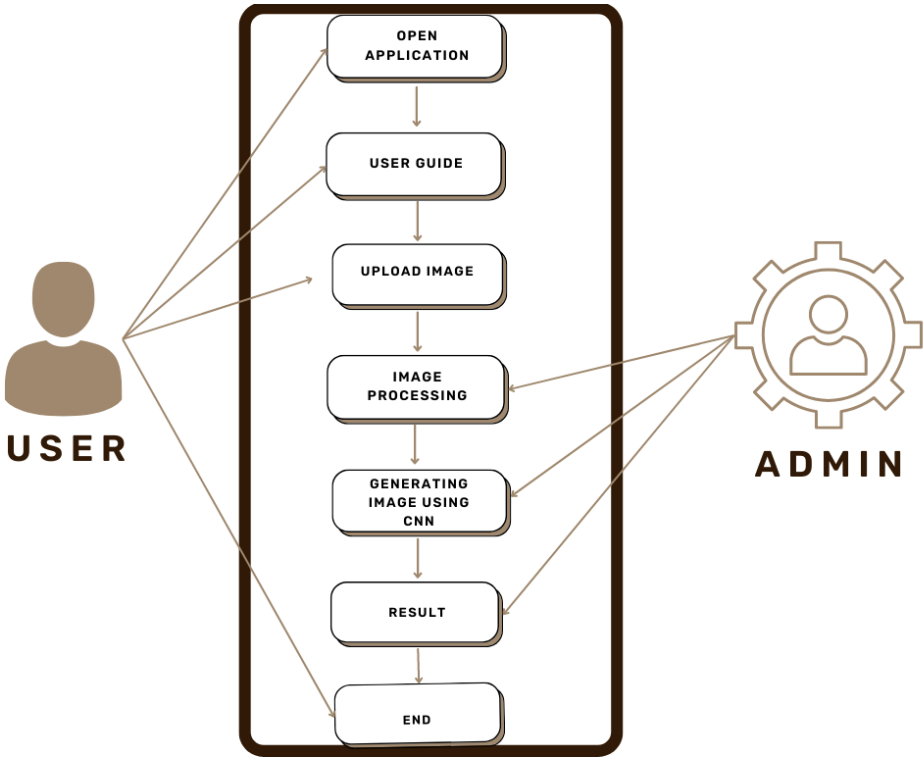 OPEN
APPLICATION
USER GUIDE
UPLOAD IMAGE
IMAGE
PROCESSING
GENERATING
IMAGE USING
CNN
RESULT
END
USER
ADMIN